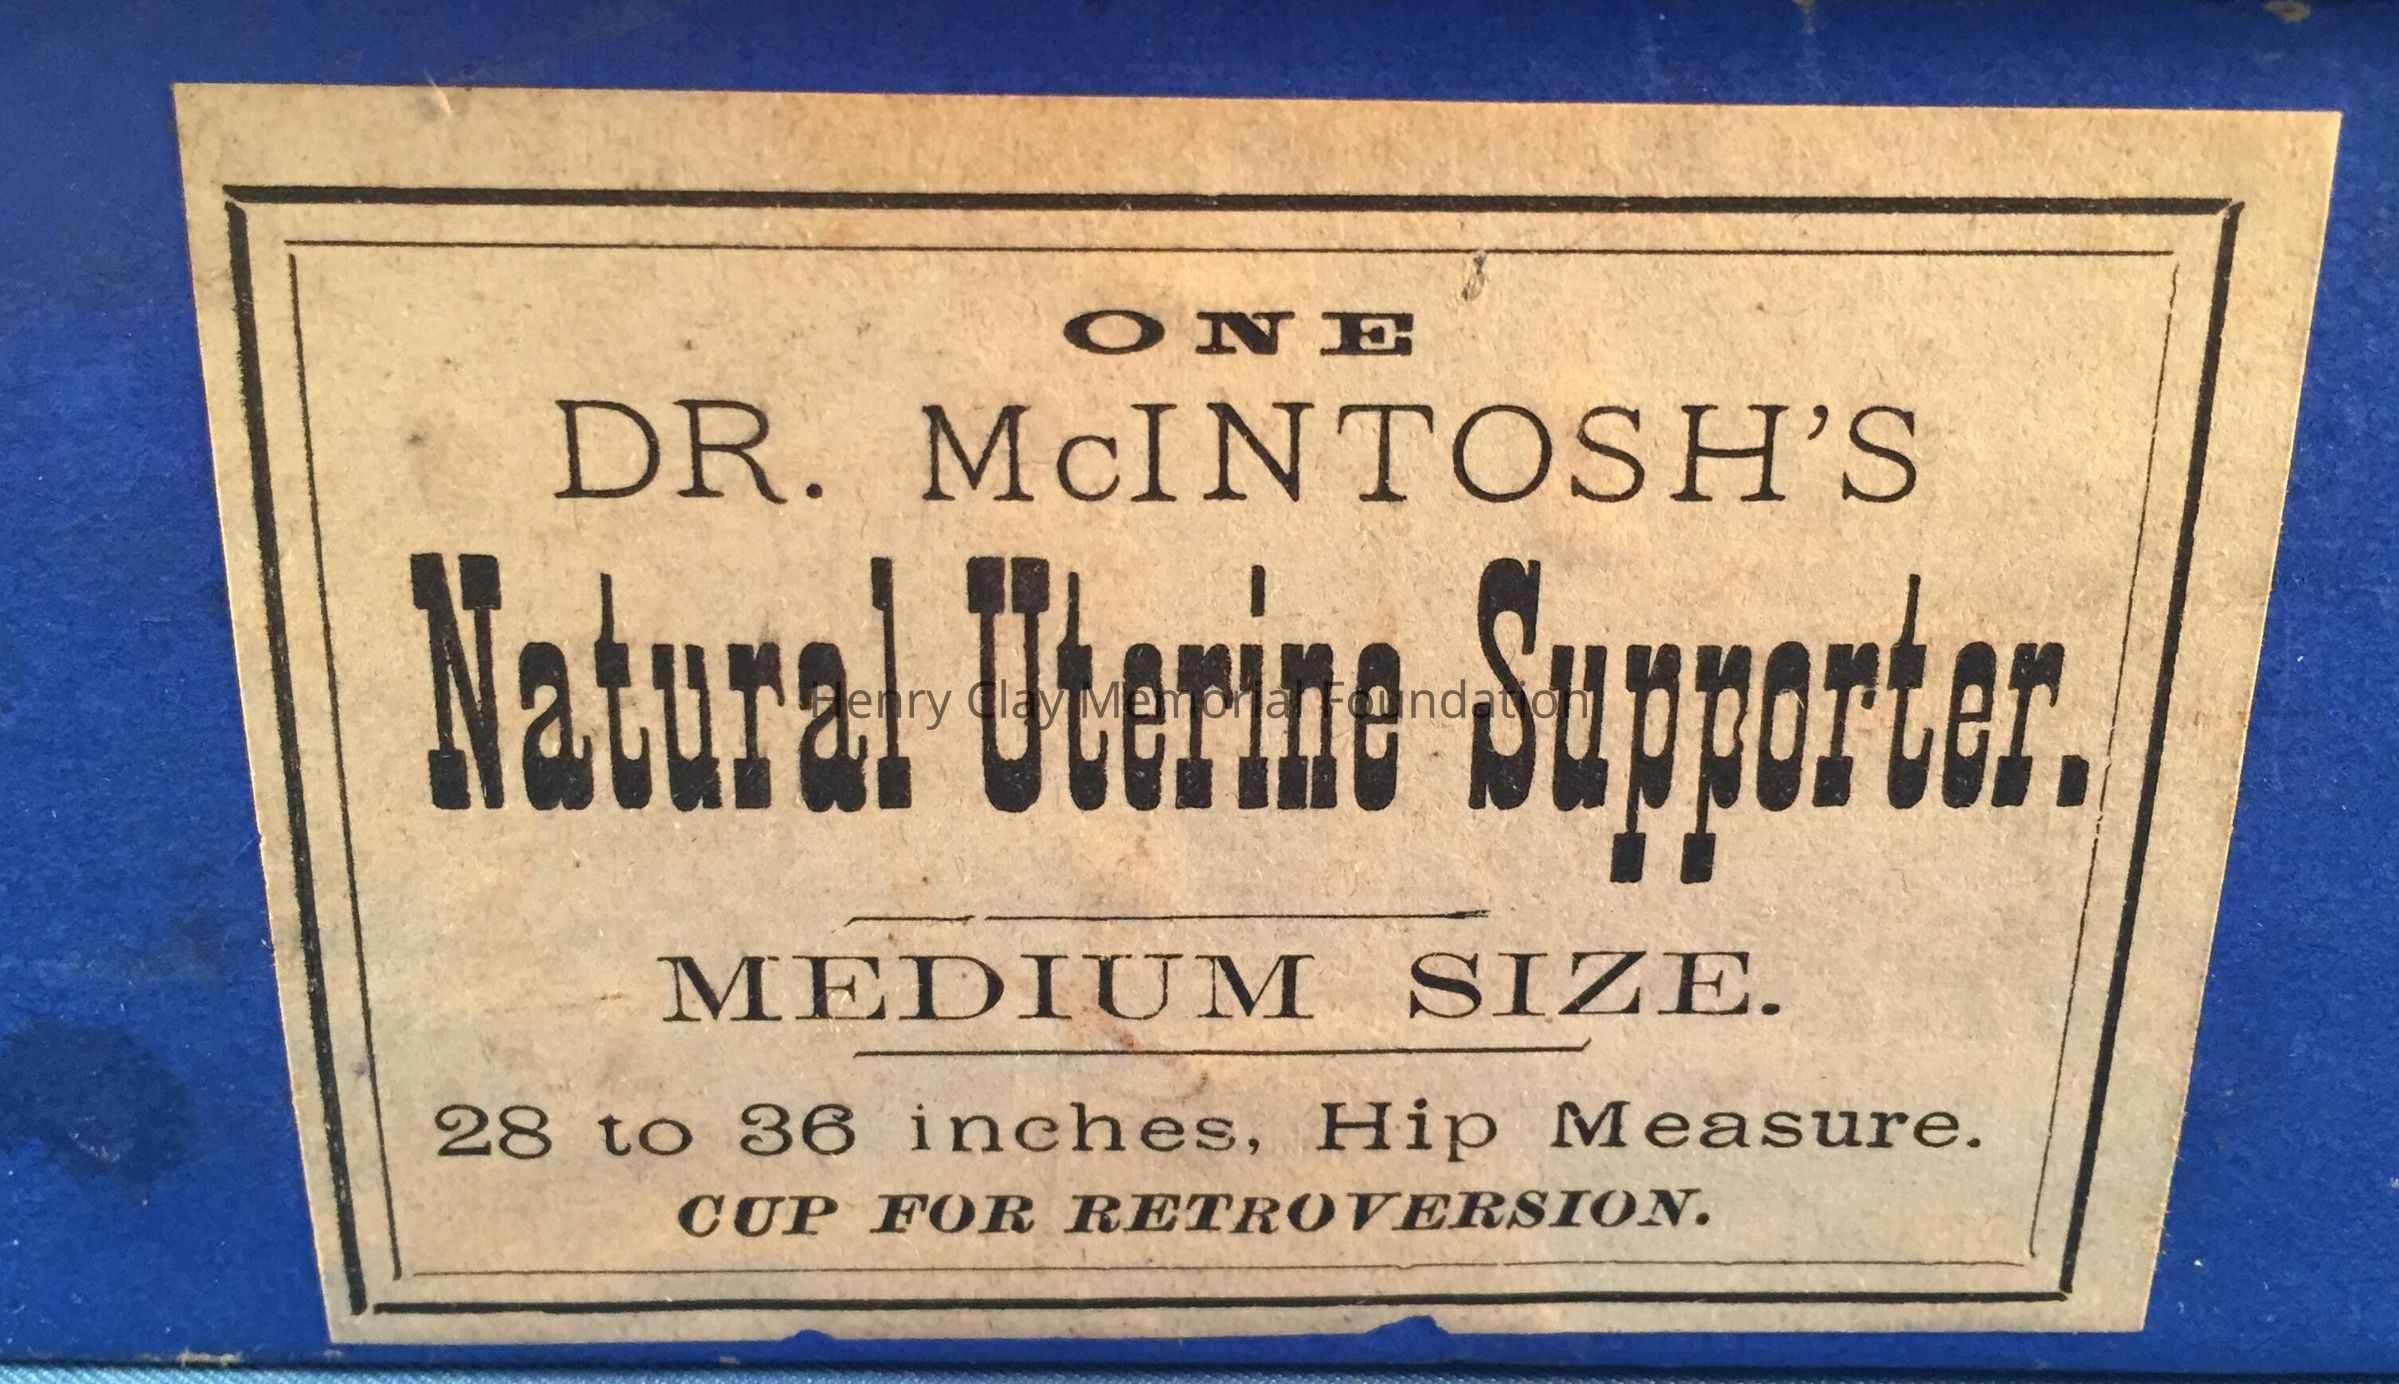 ONE
DR. McINTOSH'S
Natural Uterine Supporter.
Henry Clay Memorial Foundation
MEDIUM SIZE.
28 to 36 inches, Hip Measure.
CUP FOR RETROVERSION.